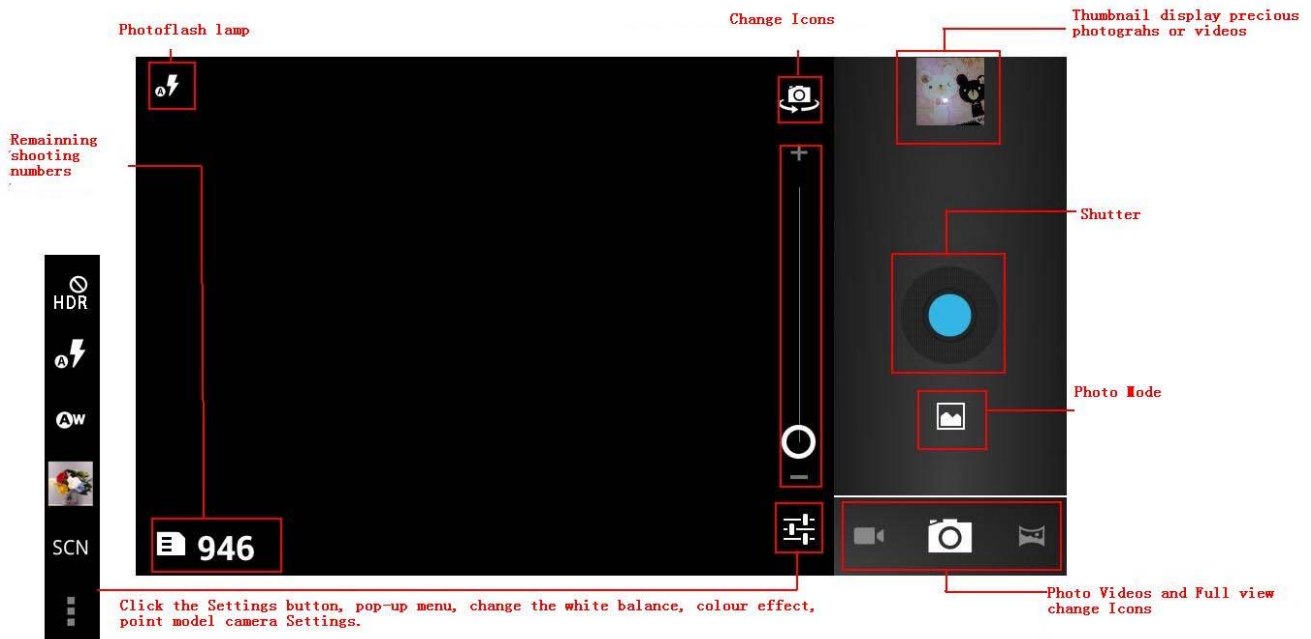 Photoflash lamp
Change Icons
Thumbnail display precious
photograhs or videos
Remainning
shooting
numbers
Shutter
HDR
A
A
AW
Photo Mode
SCN
946
Click the Settings button, pop-up menu, change the white balance, colour effect,
point model camera Settings.
Photo Videos and Full view
change Icons